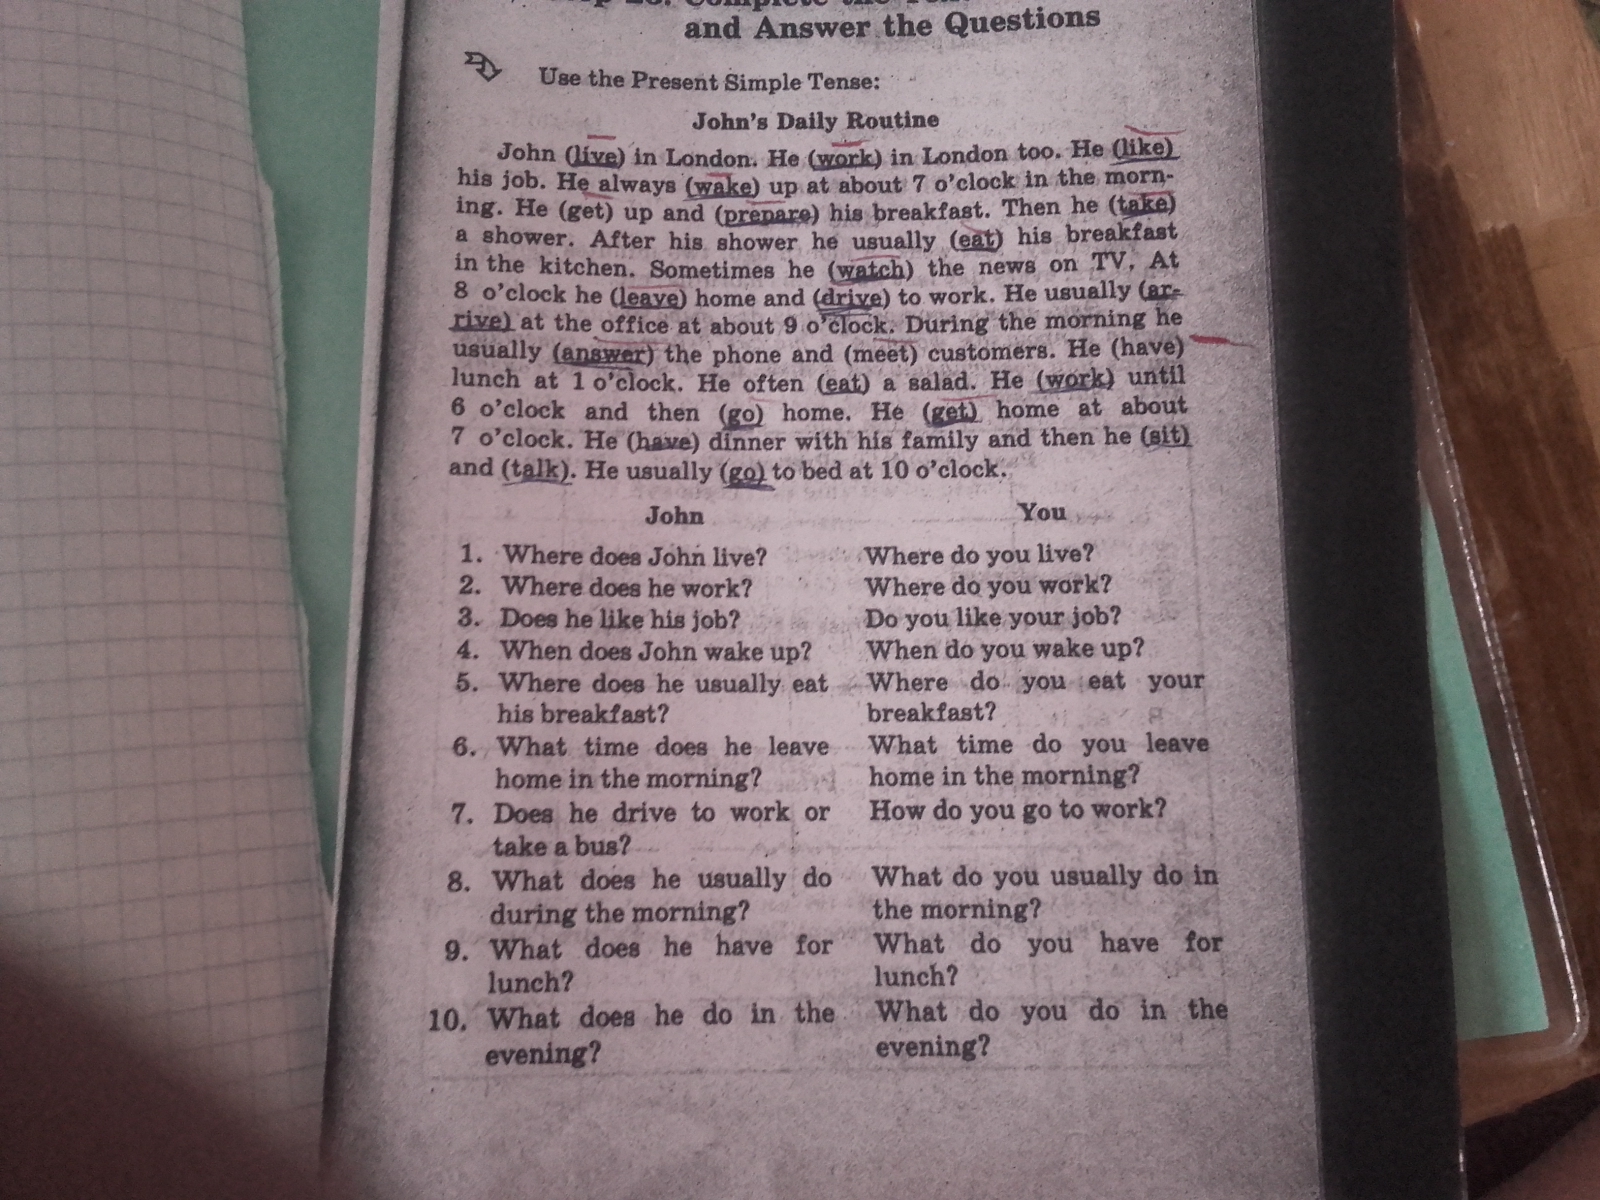 and Answer the Questions
Use the Present Simple Tense:
John's Daily Routine
John (live) in London. He (work) in London too. He (like)
his job. He always (wake) up at about 7 o'clock in the morn-
ing. He (get) up and (prepare) his breakfast. Then he (take)
a shower. After his shower he usually (eat) his breakfast
in the kitchen. Sometimes he (watch) the news on TV. At
8 o'clock he (leave) home and (drive) to work. He usually (ar-
rive) at the office at about 9 o'clock. During the morning he
usually (answer) the phone and (meet) customers. He (have)
lunch at 1 o'clock. He often (eat) a salad. He (work) until
6 o'clock and then (go) home. He (get) home at about
7 o'clock. He (have) dinner with his family and then he (sit)
and (talk). He usually (go) to bed at 10 o'clock.
John You
1. Where does John live? Where do you live?
2. Where does he work? Where do you work?
3. Does he like his job? Do you like your job?
4. When does John wake up? When do you wake up?
5. Where does he usually eat Where do you eat your
his breakfast? breakfast?
6. What time does he leave What time do you leave
home in the morning? home in the morning?
7. Does he drive to work or How do you go to work?
take a bus?
8. What does he usually do What do you usually do in
during the morning? the morning?
9. What does he have for What do you have for
lunch? lunch?
10. What does he do in the What do you do in the
evening? evening?